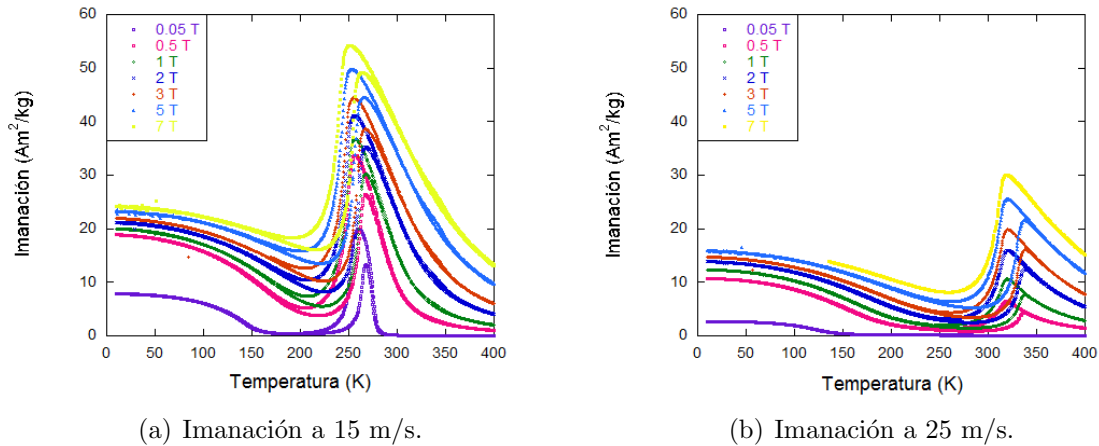 60
50
40
30
20
10
0
0 50 100 150 200 250 300 350 400
Imanación (Am²/kg)
Temperatura (K)
0.05 T
0.5 T
1 T
2 T
3 T
5 T
7 T
(a) Imanación a 15 m/s.
60
50
40
30
20
10
0
0 50 100 150 200 250 300 350 400
Imanación (Am²/kg)
Temperatura (K)
0.05 T
0.5 T
1 T
2 T
3 T
5 T
7 T
(b) Imanación a 25 m/s.